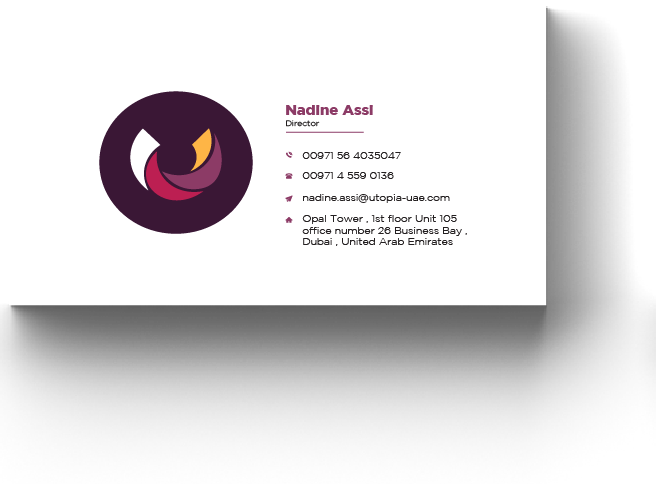 Nadine Assi
Director
00971 56 4035047
00971 4 559 0136
nadine.assi@utopia-uae.com
Opal Tower , 1st floor Unit 105
office number 26 Business Bay ,
Dubai , United Arab Emirates